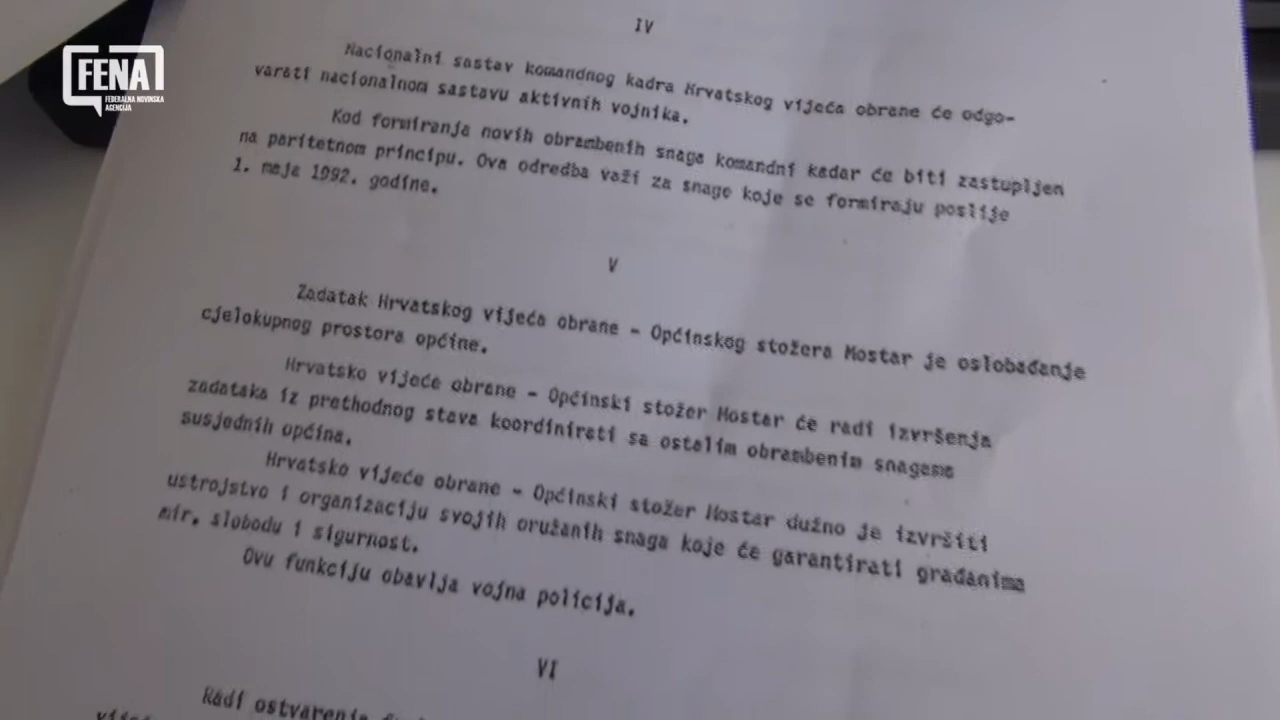 FENA
FEDERALNA NOVINSKA
AGENCIJA
IV
Nacionalni sastav komandnog kadra Hrvatskog vijeća obrane će odgo-
varati nacionalnom sastavu aktivnih vojnika.
Kod formiranja novih obrambenih snaga komandni kadar će biti zastupljen
na paritetnom principu. Ova odredba važi za snage koje se formiraju poslije
1. maja 1992. godine.
V
Zadatak Hrvatskog vijeća obrane - Općinskog stožera Mostar je oslobađanje
cjelokupnog prostora općine.
Hrvatsko vijeće obrane - Općinski stožer Mostar će radi izvršenja
zadataka iz prethodnog stava koordinirati sa ostalim obrambenim snagama
susjednih općina.
Hrvatsko vijeće obrane - Općinski stožer Mostar dužno je izvršiti
ustrojstvo i organizaciju svojih oružanih snaga koje će garantirati građanima
mir, slobodu i sigurnost.
Ovu funkciju obavlja vojna policija.
VI
Radi ostvarenja